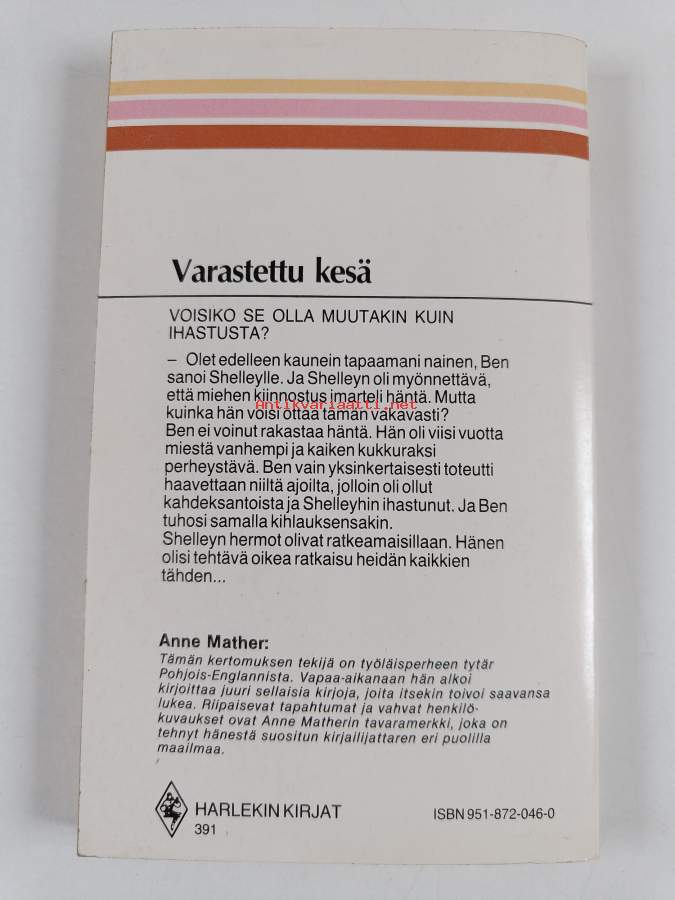 Varastettu kesä
VOISIKO SE OLLA MUUTAKIN KUIN
IHASTUSTA?
– Olet edelleen kaunein tapaamani nainen, Ben
sanoi Shelleylle. Ja Shelleyn oli myönnettävä,
että miehen kiinnostus imarteli häntä. Mutta
Antikvariaatti.net
kuinka hän voisi ottaa tämän vakavasti?
Ben ei voinut rakastaa häntä. Hän oli viisi vuotta
miestä vanhempi ja kaiken kukkuraksi
perheystävä. Ben vain yksinkertaisesti toteutti
haavettaan niiltä ajoilta, jolloin oli ollut
kahdeksantoista ja Shelleyhin ihastunut. Ja Ben
tuhosi samalla kihlauksensakin.
Shelleyn hermot olivat ratkeamaisillaan. Hänen
olisi tehtävä oikea ratkaisu heidän kaikkien
tähden...
Anne Mather:
Tämän kertomuksen tekijä on työläisperheen tytär
Pohjois-Englannista. Vapaa-aikanaan hän alkoi
kirjoittaa juuri sellaisia kirjoja, joita itsekin toivoi saavansa
lukea. Riipaisevat tapahtumat ja vahvat henkilö-
kuvaukset ovat Anne Matherin tavaramerkki, joka on
tehnyt hänestä suositun kirjailijattaren eri puolilla
maailmaa.
HARLEKIN KIRJAT
391
ISBN 951-872-046-0